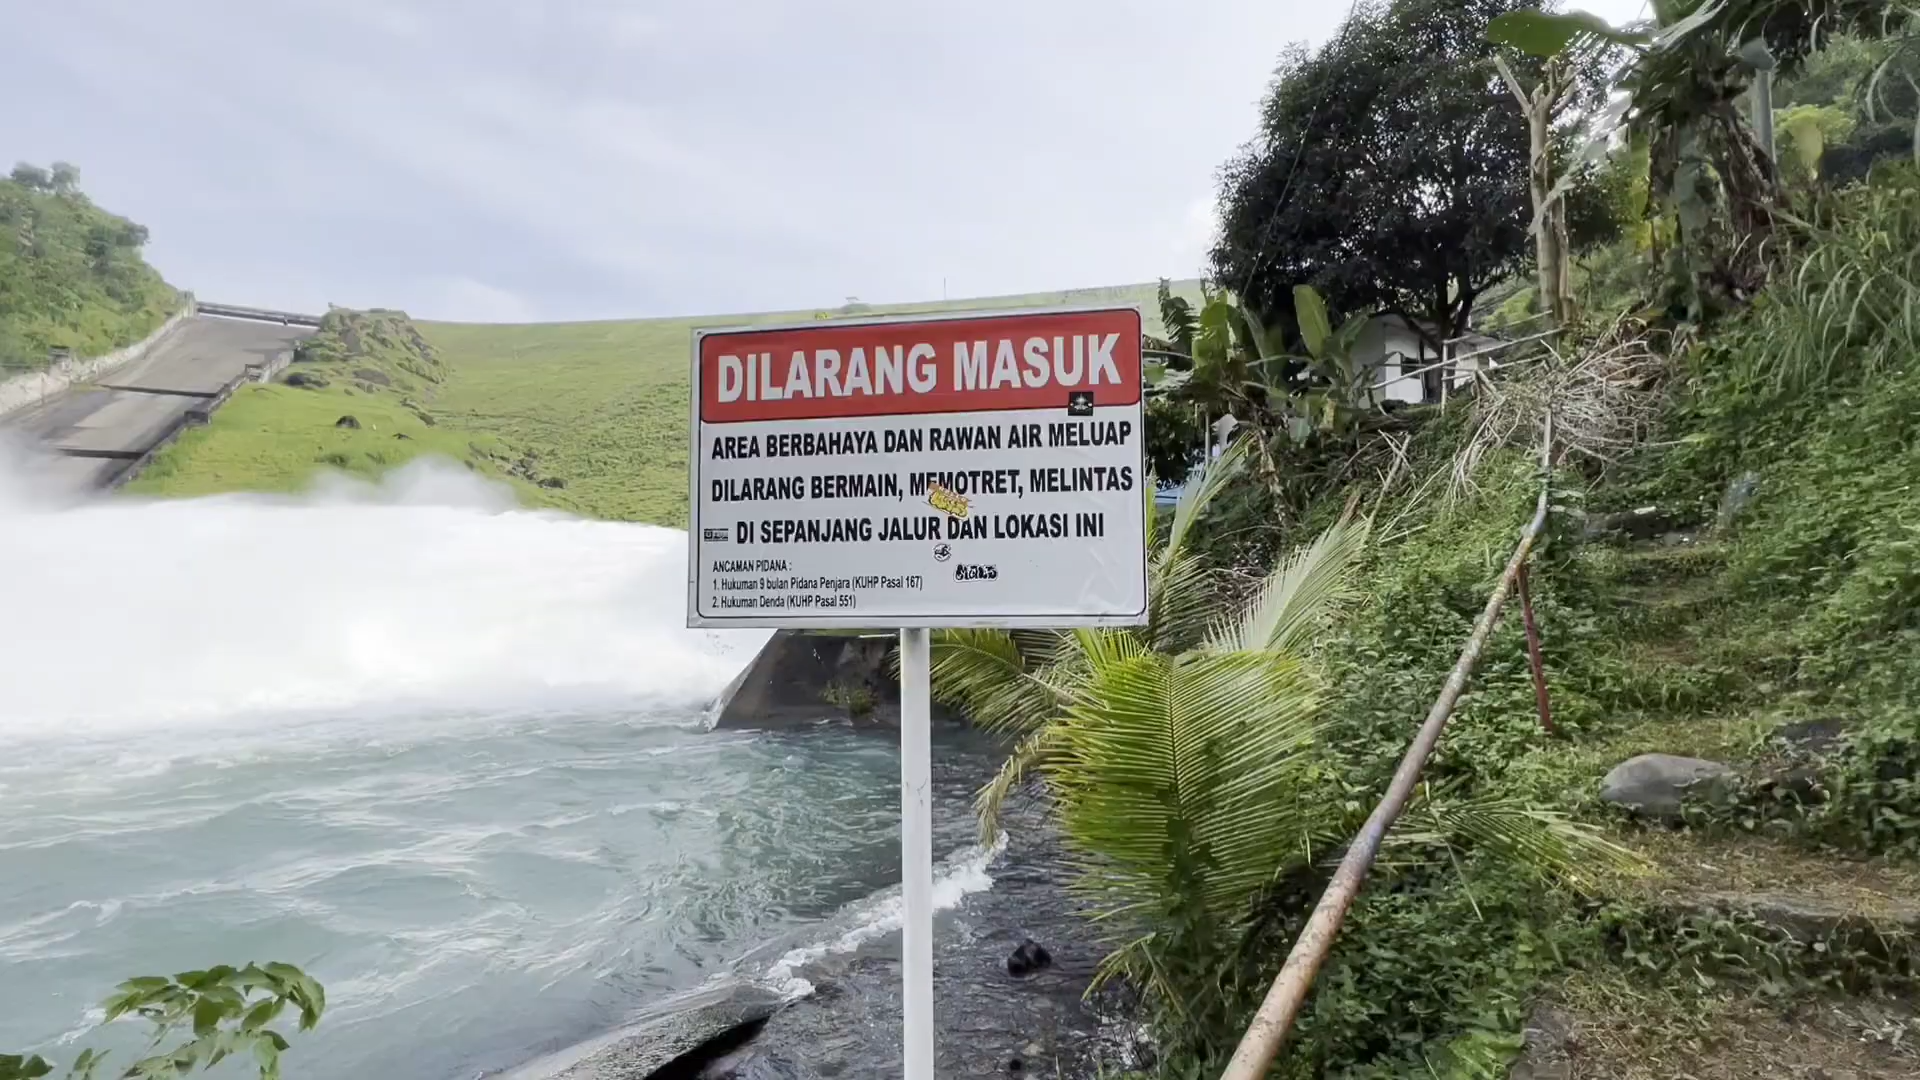 DILARANG MASUK
AREA BERBAHAYA DAN RAWAN AIR MELUAP
DILARANG BERMAIN, MEMOTRET, MELINTAS
DI SEPANJANG JALUR DAN LOKASI INI
ANCAMAN PIDANA :
1. Hukuman 9 bulan Pidana Penjara (KUHP Pasal 167)
2. Hukuman Denda (KUHP Pasal 551)